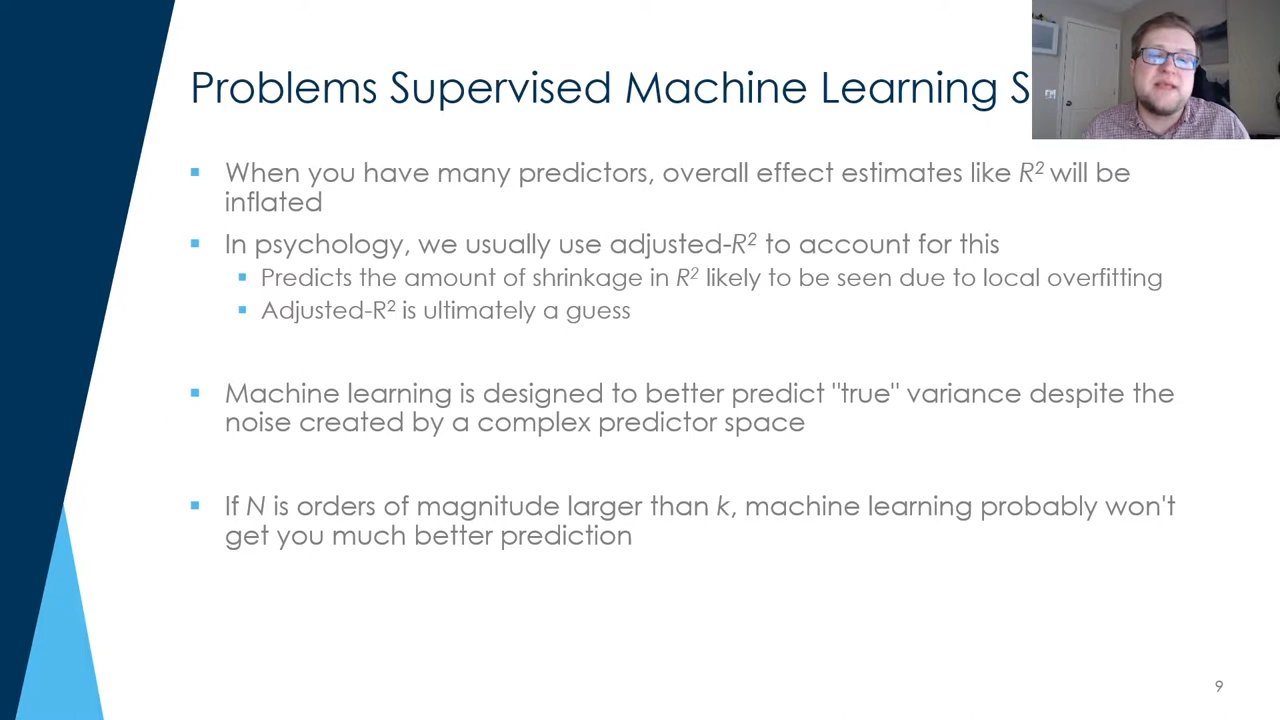 Problems Supervised Machine Learning S
When you have many predictors, overall effect estimates like R² will be
inflated
In psychology, we usually use adjusted-R² to account for this
Predicts the amount of shrinkage in R² likely to be seen due to local overfitting
Adjusted-R² is ultimately a guess
Machine learning is designed to better predict "true" variance despite the
noise created by a complex predictor space
If N is orders of magnitude larger than k, machine learning probably won't
get you much better prediction
9